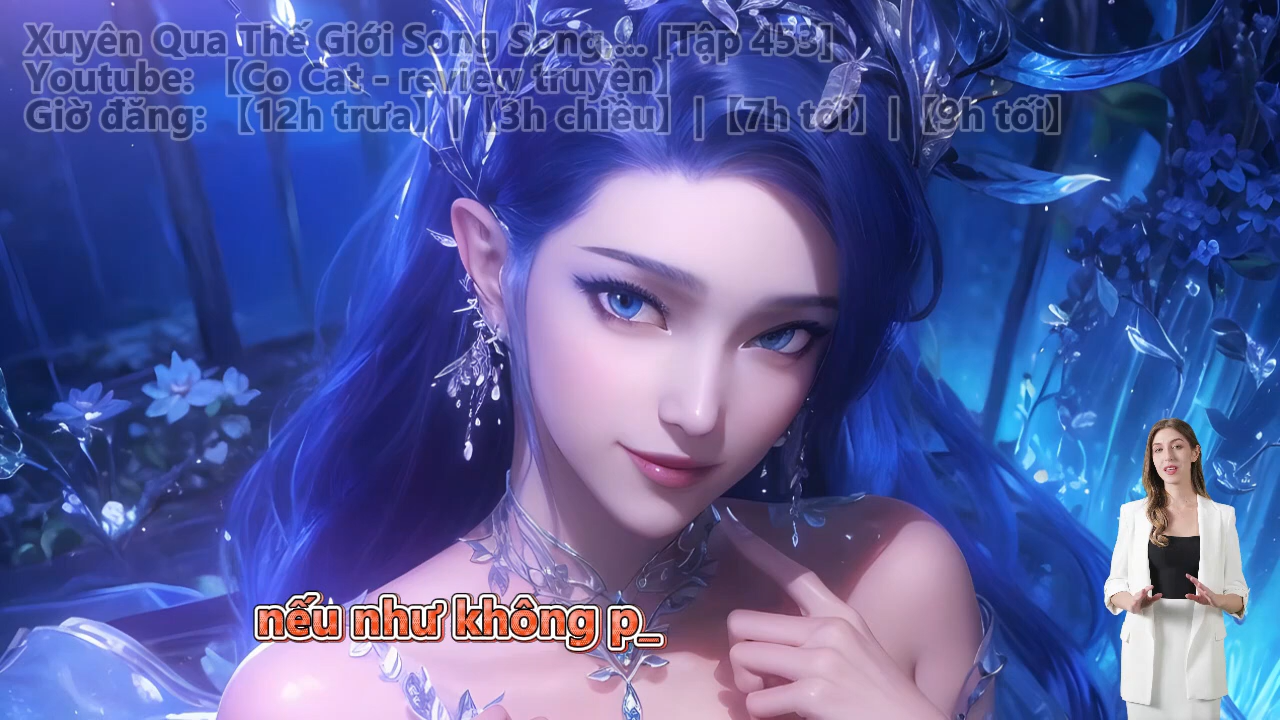 Xuyên Qua Thế Giới Song Song.... [Tập 453]
Youtube: 【Co Cat - review truyện】
Giờ đăng: 【12h trưa】 | 【3h chiều】 | 【7h tối】 | 【9h tối】
nếu như không p_